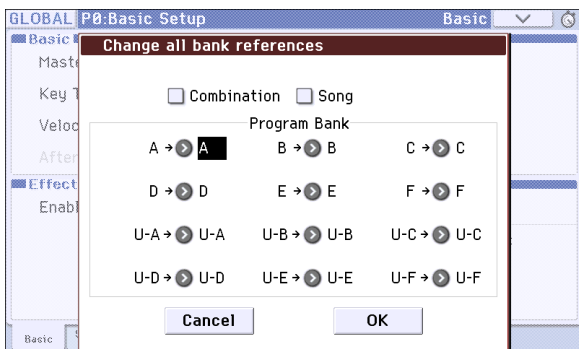 GLOBAL P0:Basic Setup Basic
Basic
Change all bank references
Maste
Key T
Combination Song
Veloc
Program Bank
A → A B → B C → C
After
D → D E → E F → F
Effect
Enabl
U-A → U-A U-B → U-B U-C → U-C
U-D → U-D U-E → U-E U-F → U-F
Cancel OK
Basic